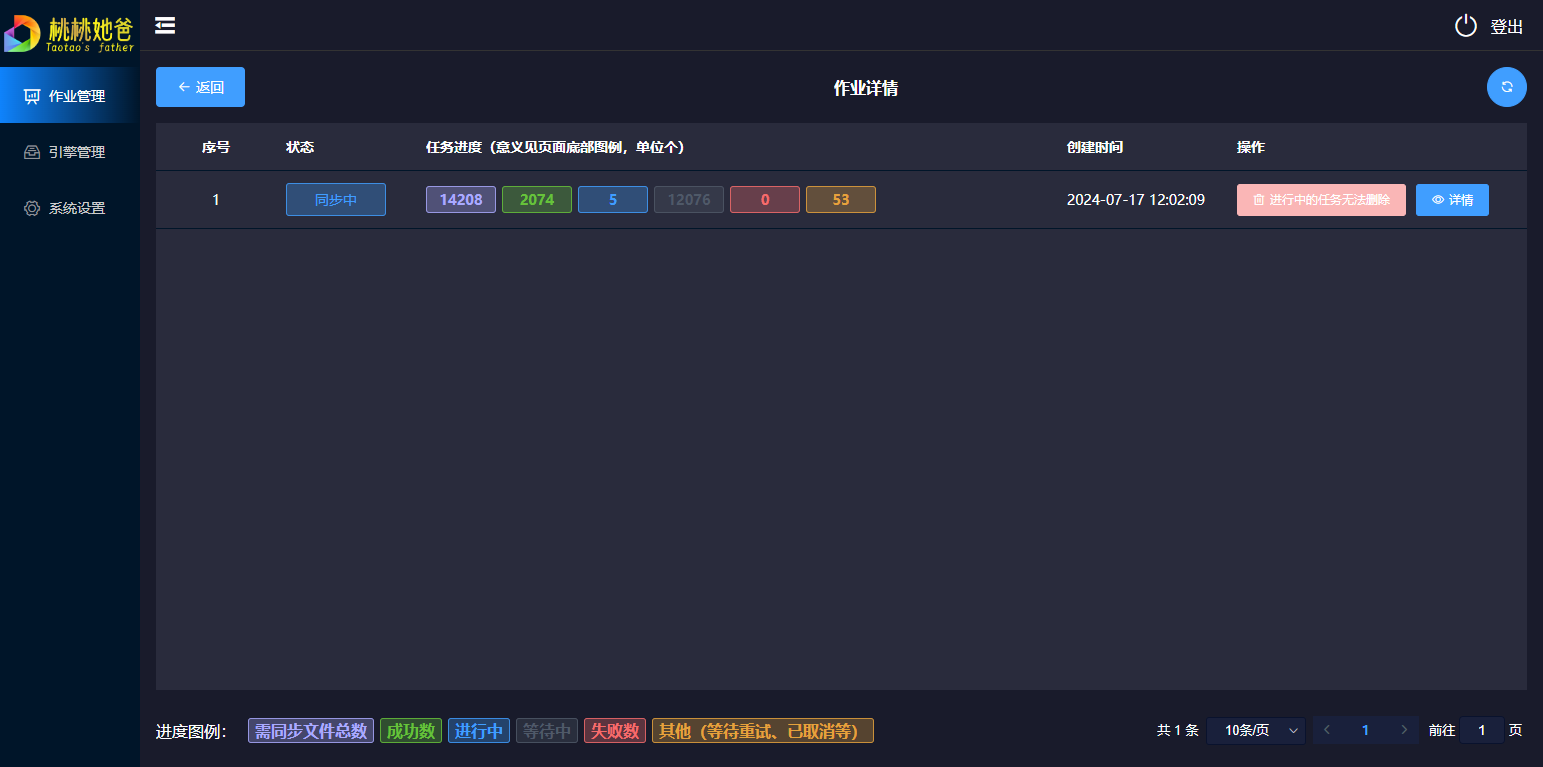 桃桃她爸
Taotao's father
登出
作业管理
引擎管理
系统设置
返回
作业详情
序号 状态 任务进度（意义见页面底部图例，单位个） 创建时间 操作
1 同步中 14208 2074 5 12076 0 53 2024-07-17 12:02:09 进行中的任务无法删除 详情
进度图例： 需同步文件总数 成功数 进行中 等待中 失败数 其他（等待重试、已取消等） 共 1 条 10条/页 1 前往 1 页